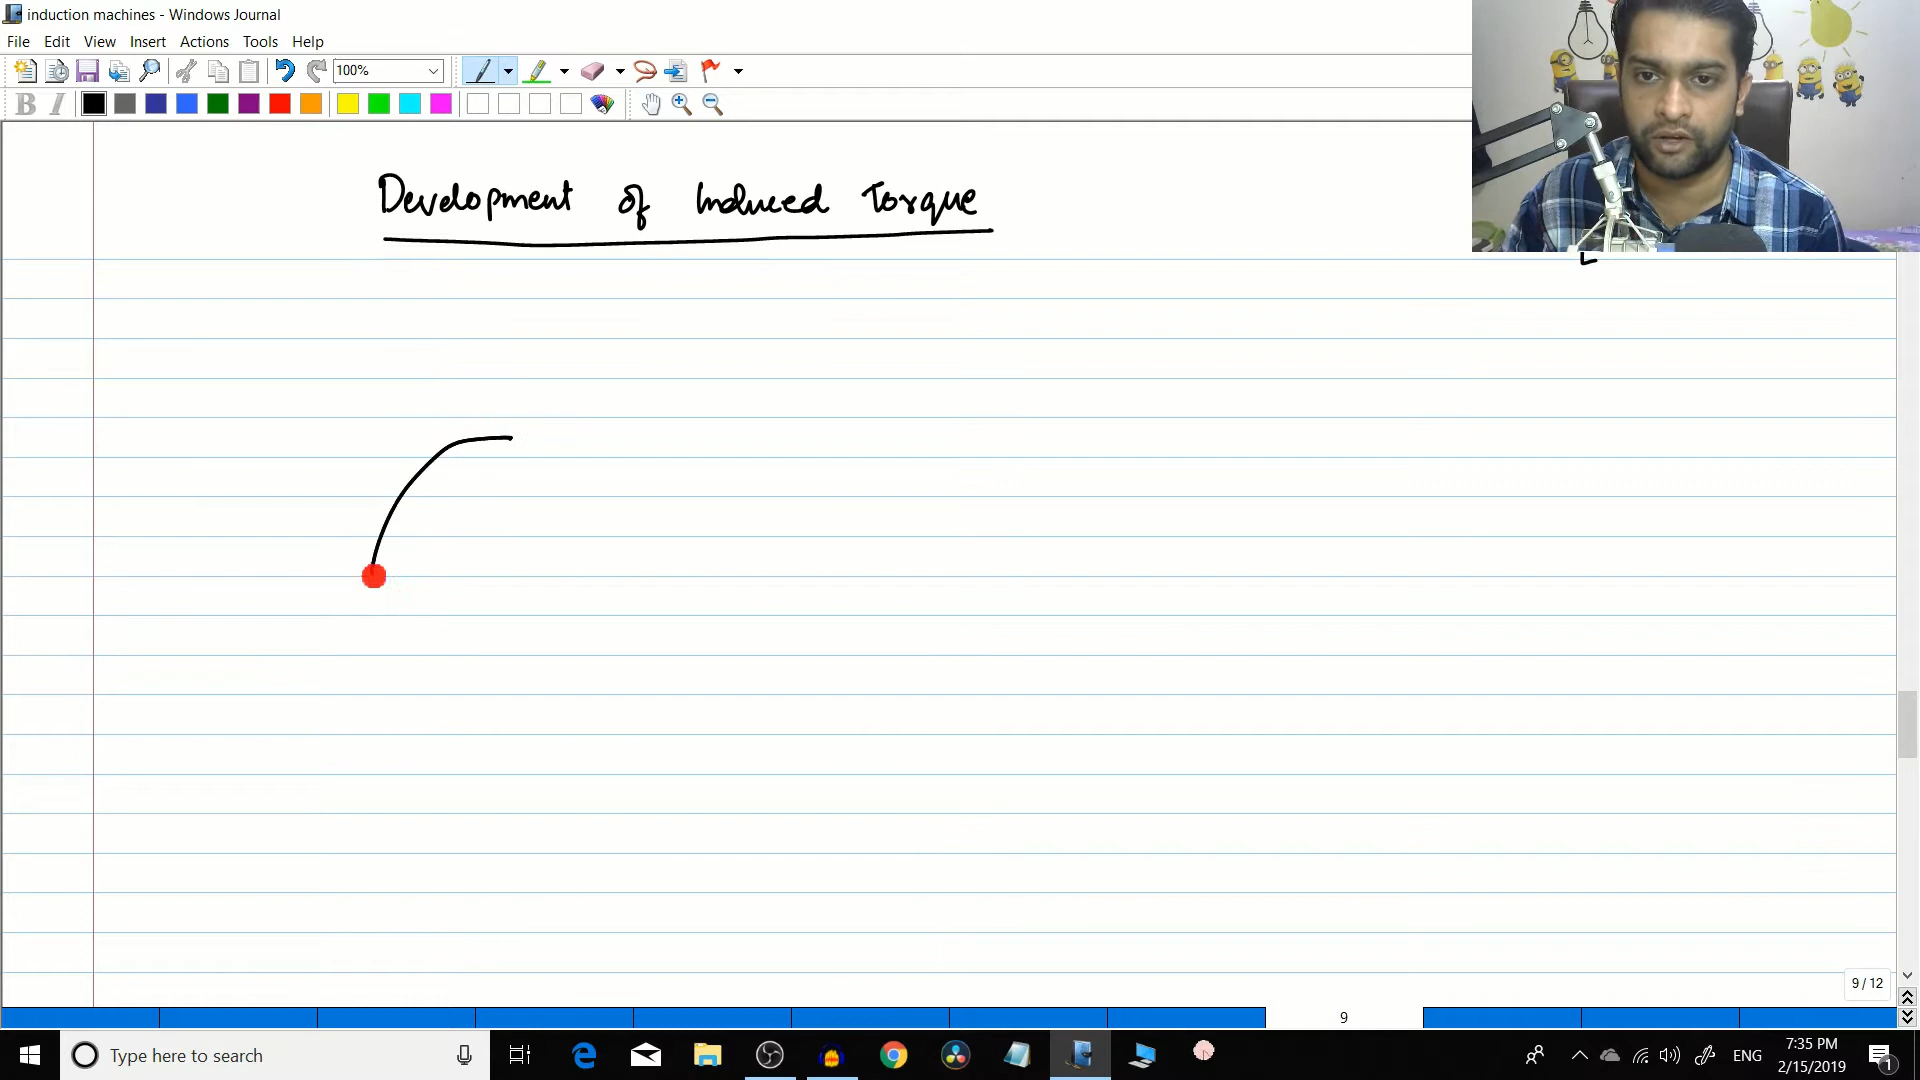 induction machines - Windows Journal
File Edit View Insert Actions Tools Help
100%
B I
Development of Induced Torque
9 / 12
9
Type here to search
ENG
7:35 PM
2/15/2019
1